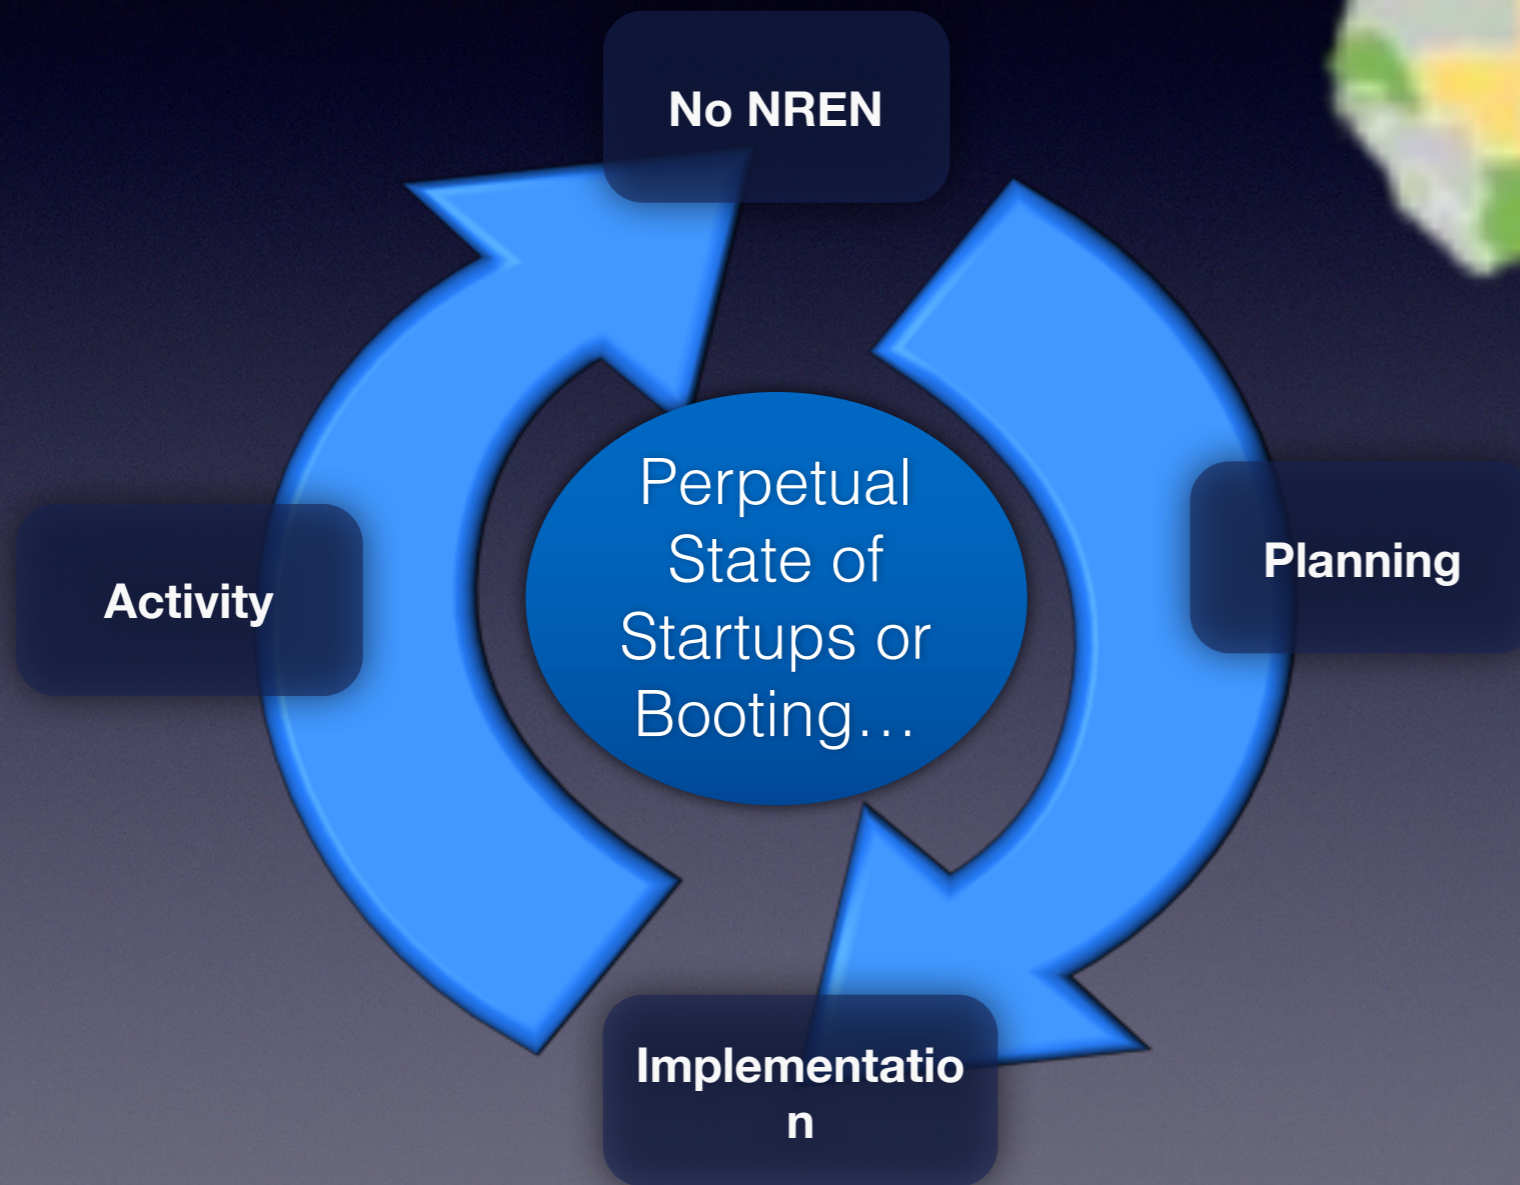 No NREN
Perpetual
State of
Startups or
Booting…
Planning
Activity
Implementatio
n